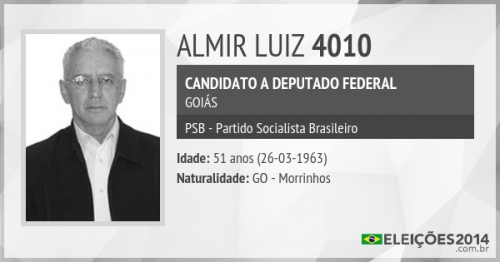 ALMIR LUIZ 4010
CANDIDATO A DEPUTADO FEDERAL
GOIÁS
PSB - Partido Socialista Brasileiro
Idade: 51 anos (26-03-1963)
Naturalidade: GO - Morrinhos
ELEIÇÕES2014
.com.br